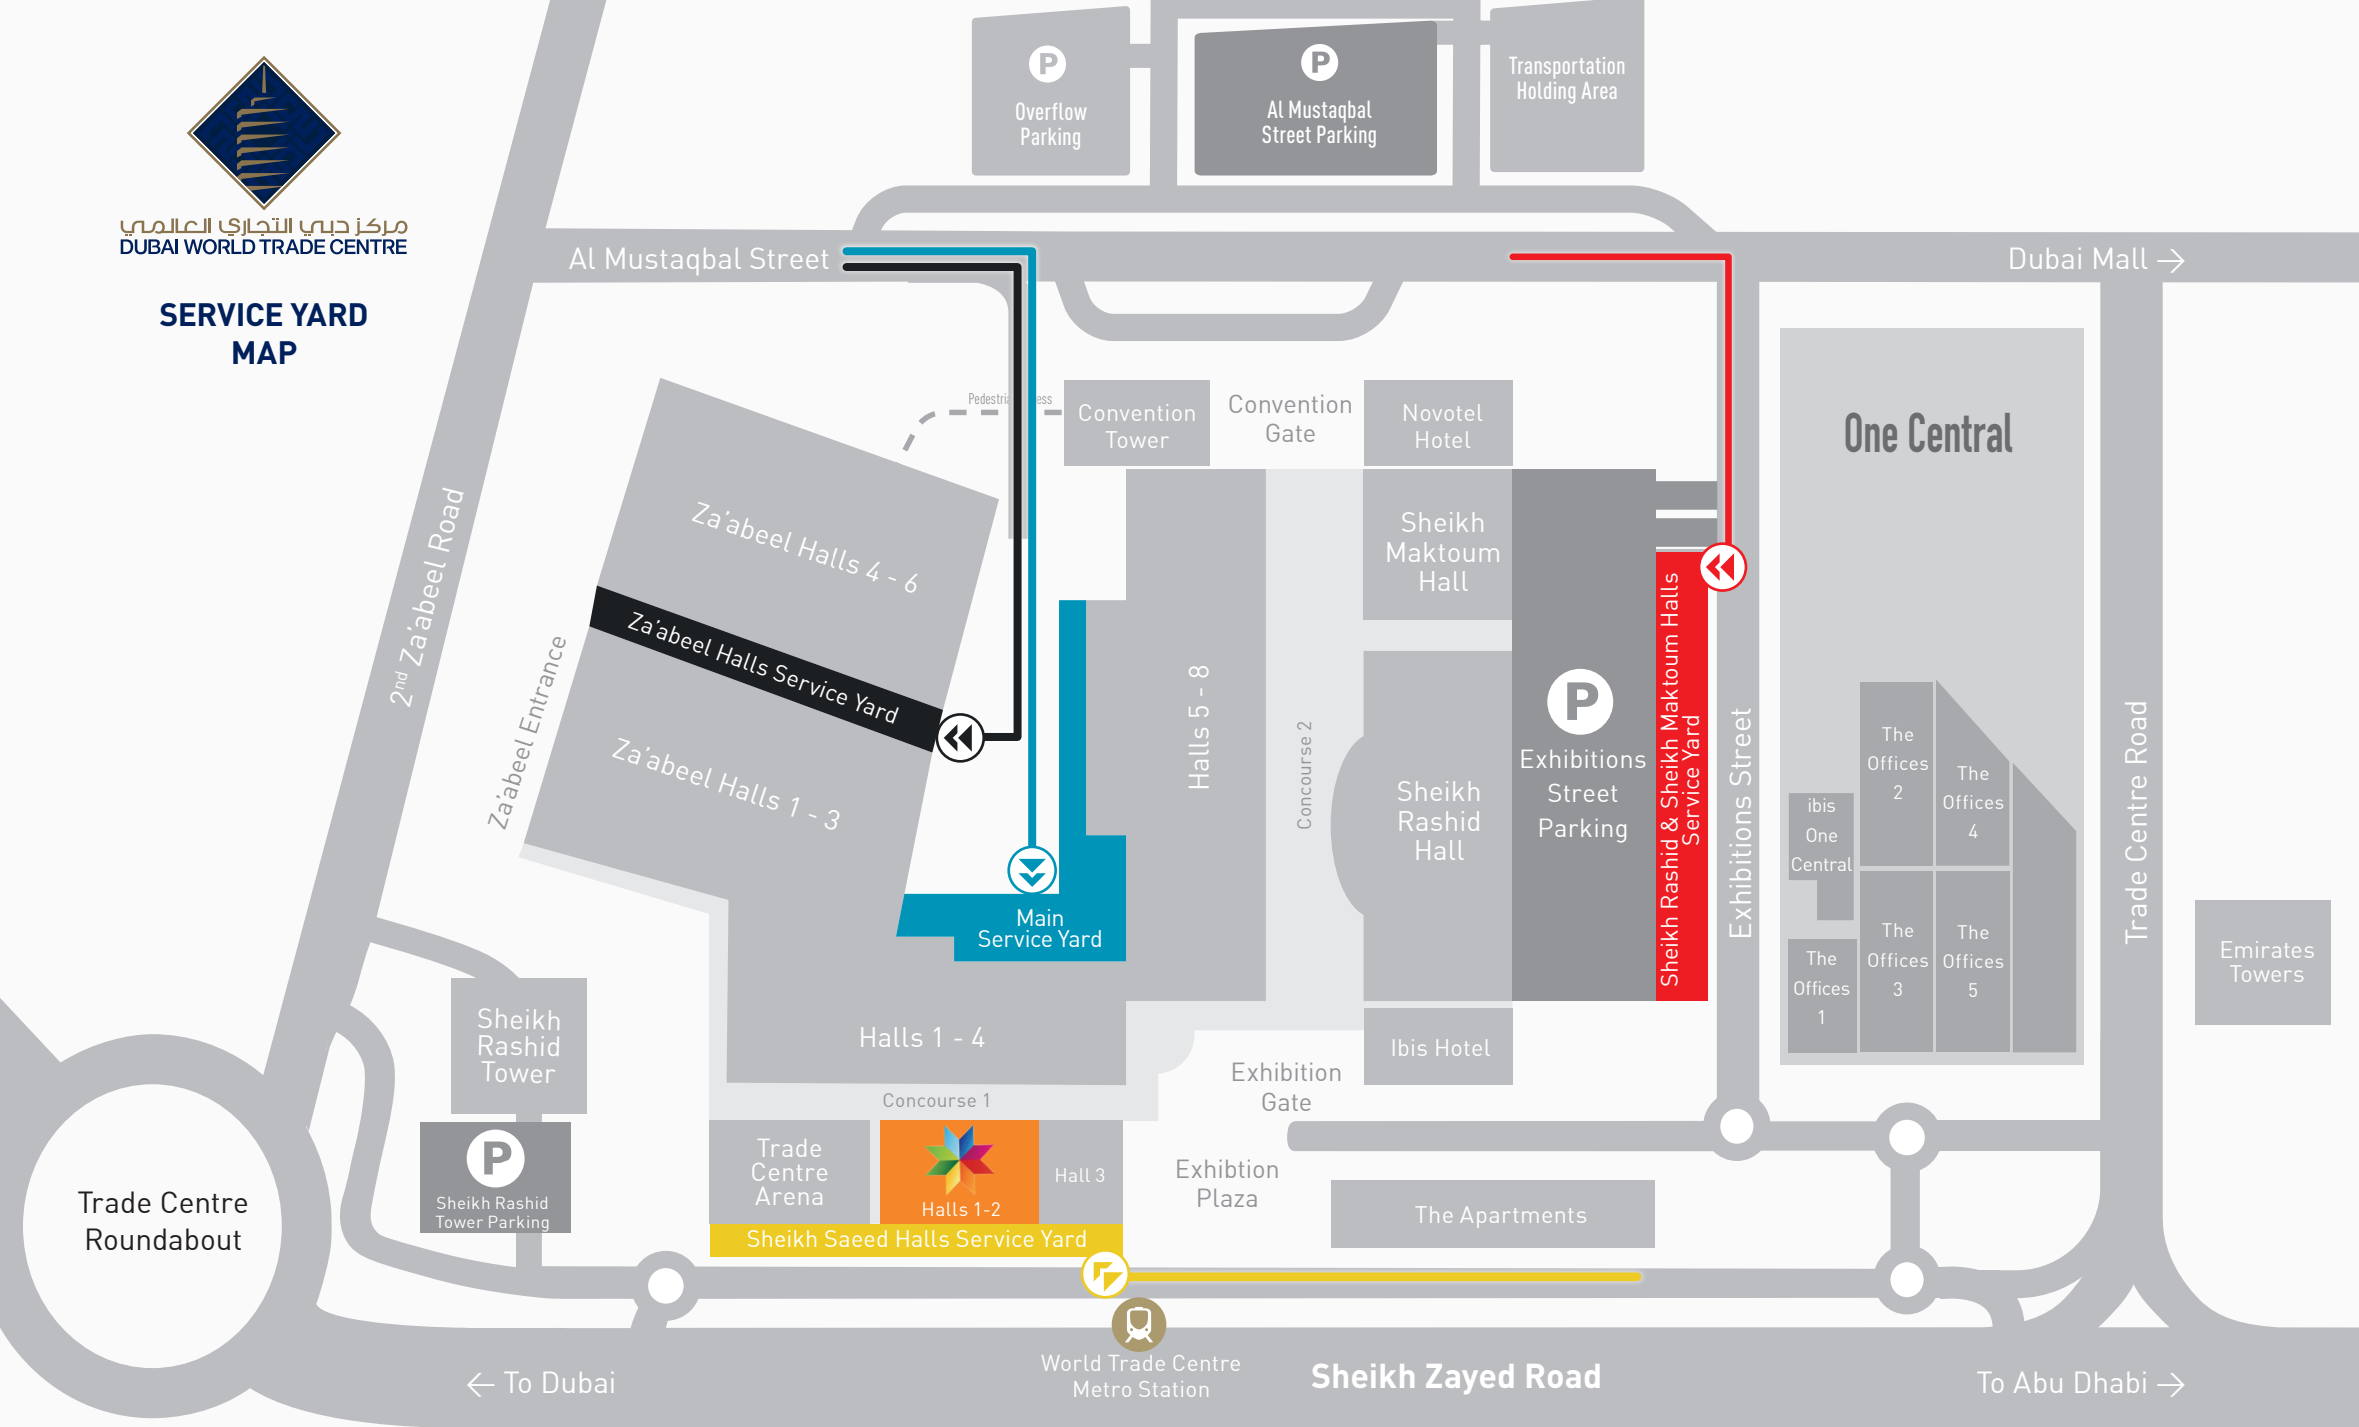 مركز دبي التجاري العالمي
DUBAI WORLD TRADE CENTRE
SERVICE YARD
MAP
P
Overflow
Parking
P
Al Mustaqbal
Street Parking
Transportation
Holding Area
Al Mustaqbal Street
Dubai Mall →
Convention
Tower
Convention
Gate
Novotel
Hotel
One Central
2nd Za'abeel Road
Za'abeel Entrance
Za'abeel Halls 4 - 6
Za'abeel Halls Service Yard
Za'abeel Halls 1 - 3
Main
Service Yard
Halls 5 - 8
Concourse 2
Sheikh
Maktoum
Hall
Sheikh
Rashid
Hall
P
Exhibitions
Street
Parking
Sheikh Rashid & Sheikh Maktoum Halls
Service Yard
Exhibitions Street
The
Offices
2
The
Offices
4
ibis
One
Central
The
Offices
1
The
Offices
3
The
Offices
5
Trade Centre Road
Emirates
Towers
Sheikh
Rashid
Tower
P
Sheikh Rashid
Tower Parking
Halls 1 - 4
Concourse 1
Ibis Hotel
Exhibition
Gate
Trade
Centre
Arena
Halls 1-2
Hall 3
Exhibtion
Plaza
The Apartments
Sheikh Saeed Halls Service Yard
Trade Centre
Roundabout
World Trade Centre
Metro Station
← To Dubai
Sheikh Zayed Road
To Abu Dhabi →